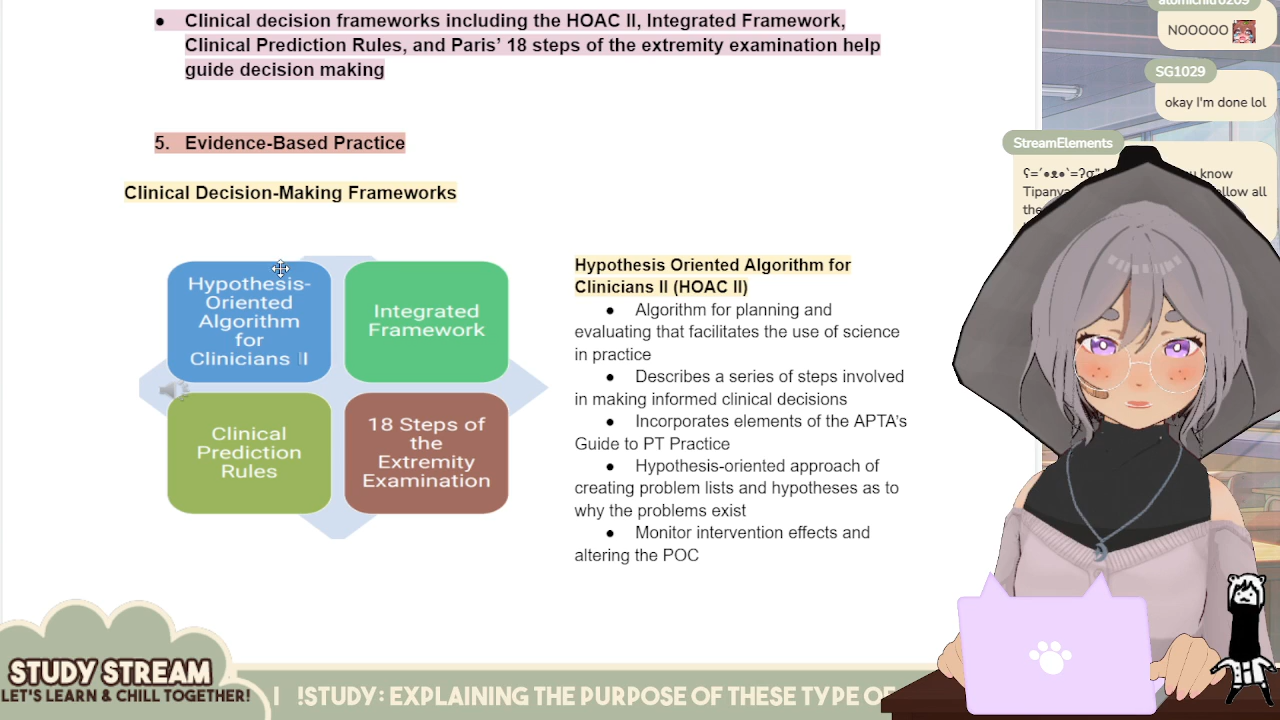 ● Clinical decision frameworks including the HOAC II, Integrated Framework,
Clinical Prediction Rules, and Paris’ 18 steps of the extremity examination help
guide decision making
5. Evidence-Based Practice
Clinical Decision-Making Frameworks
Hypothesis-
Oriented
Algorithm
for
Clinicians II
Integrated
Framework
Clinical
Prediction
Rules
18 Steps of
the
Extremity
Examination
Hypothesis Oriented Algorithm for
Clinicians II (HOAC II)
● Algorithm for planning and
evaluating that facilitates the use of science
in practice
● Describes a series of steps involved
in making informed clinical decisions
● Incorporates elements of the APTA’s
Guide to PT Practice
● Hypothesis-oriented approach of
creating problem lists and hypotheses as to
why the problems exist
● Monitor intervention effects and
altering the POC
NOOOOO
SG1029
okay I'm done lol
StreamElements
know
all
the
STUDY STREAM
LET'S LEARN & CHILL TOGETHER!
| !STUDY: EXPLAINING THE PURPOSE OF THESE TYPE OF